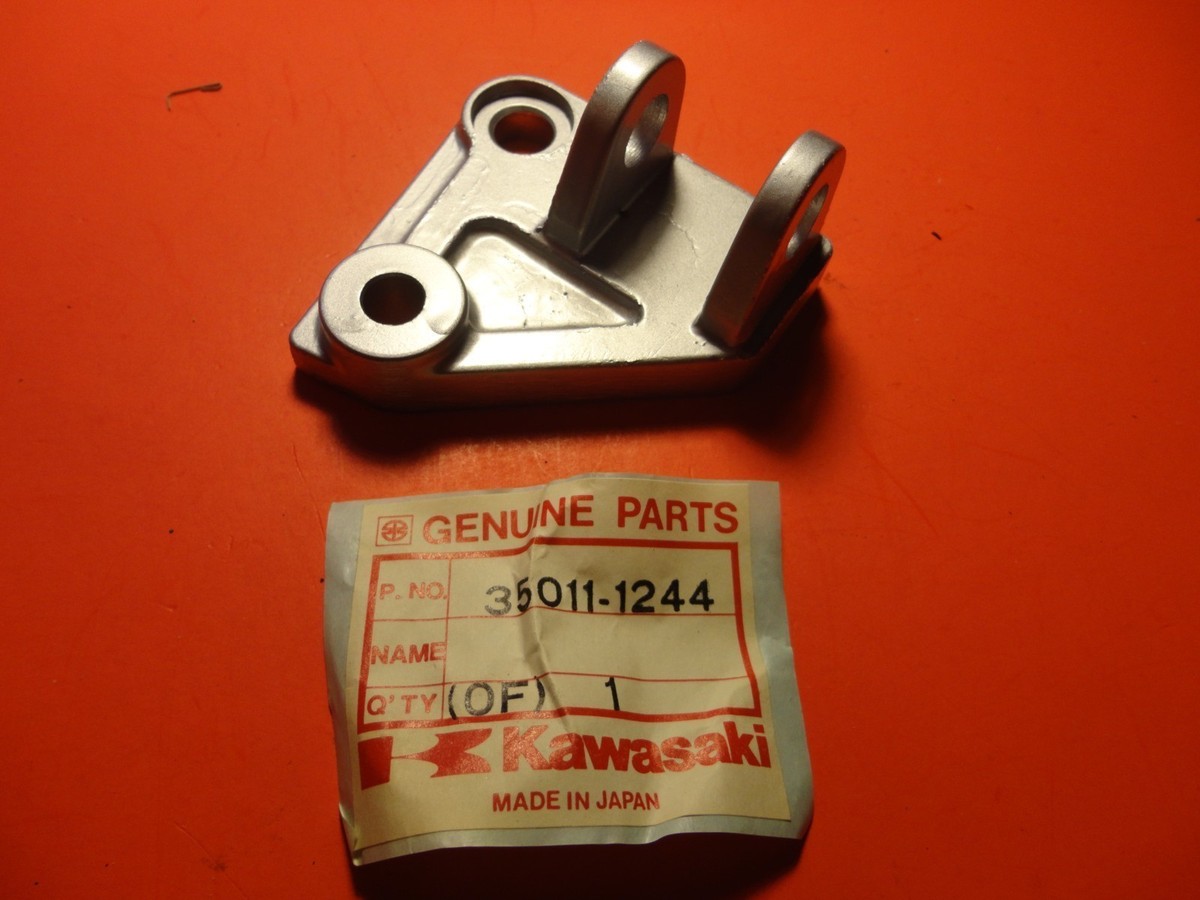 GENUINE PARTS
P. NO. 35011-1244
NAME
Q'TY (OF) 1
Kawasaki
MADE IN JAPAN